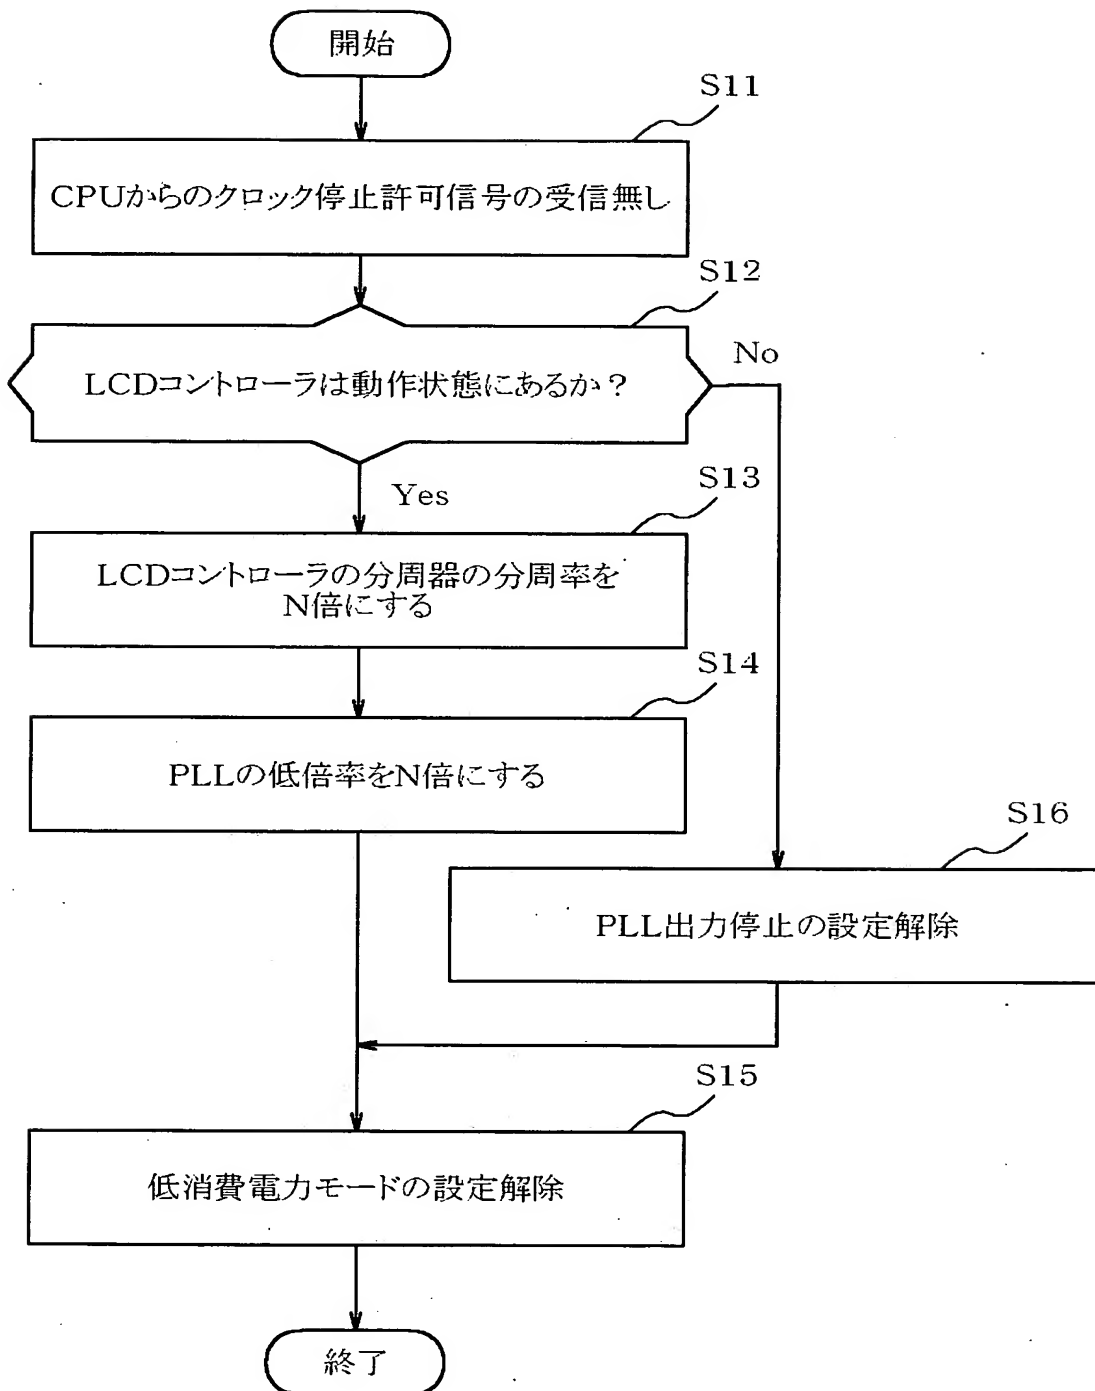 開始
S11
CPUからのクロック停止許可信号の受信無し
S12
LCDコントローラは動作状態にあるか？
No
Yes
S13
LCDコントローラの分周器の分周率を
N倍にする
S14
PLLの低倍率をN倍にする
S16
PLL出力停止の設定解除
S15
低消費電力モードの設定解除
終了